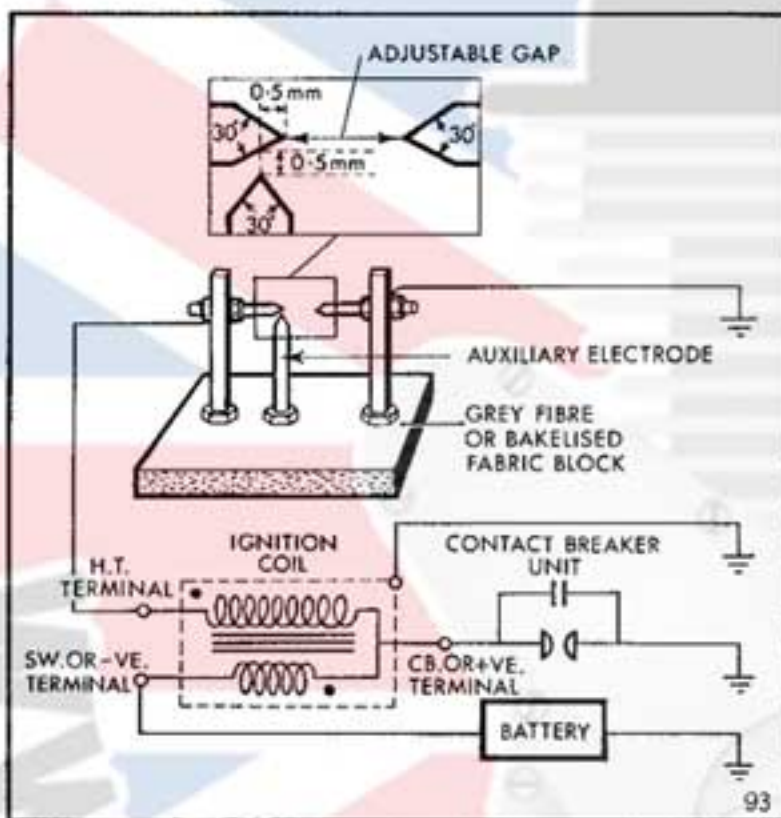 ADJUSTABLE GAP
0·5mm
30°
30°
0·5mm
30°
AUXILIARY ELECTRODE
GREY FIBRE
OR BAKELISED
FABRIC BLOCK
IGNITION
COIL
CONTACT BREAKER
UNIT
H.T.
TERMINAL
SW.OR-VE.
TERMINAL
CB.OR+VE.
TERMINAL
BATTERY
93